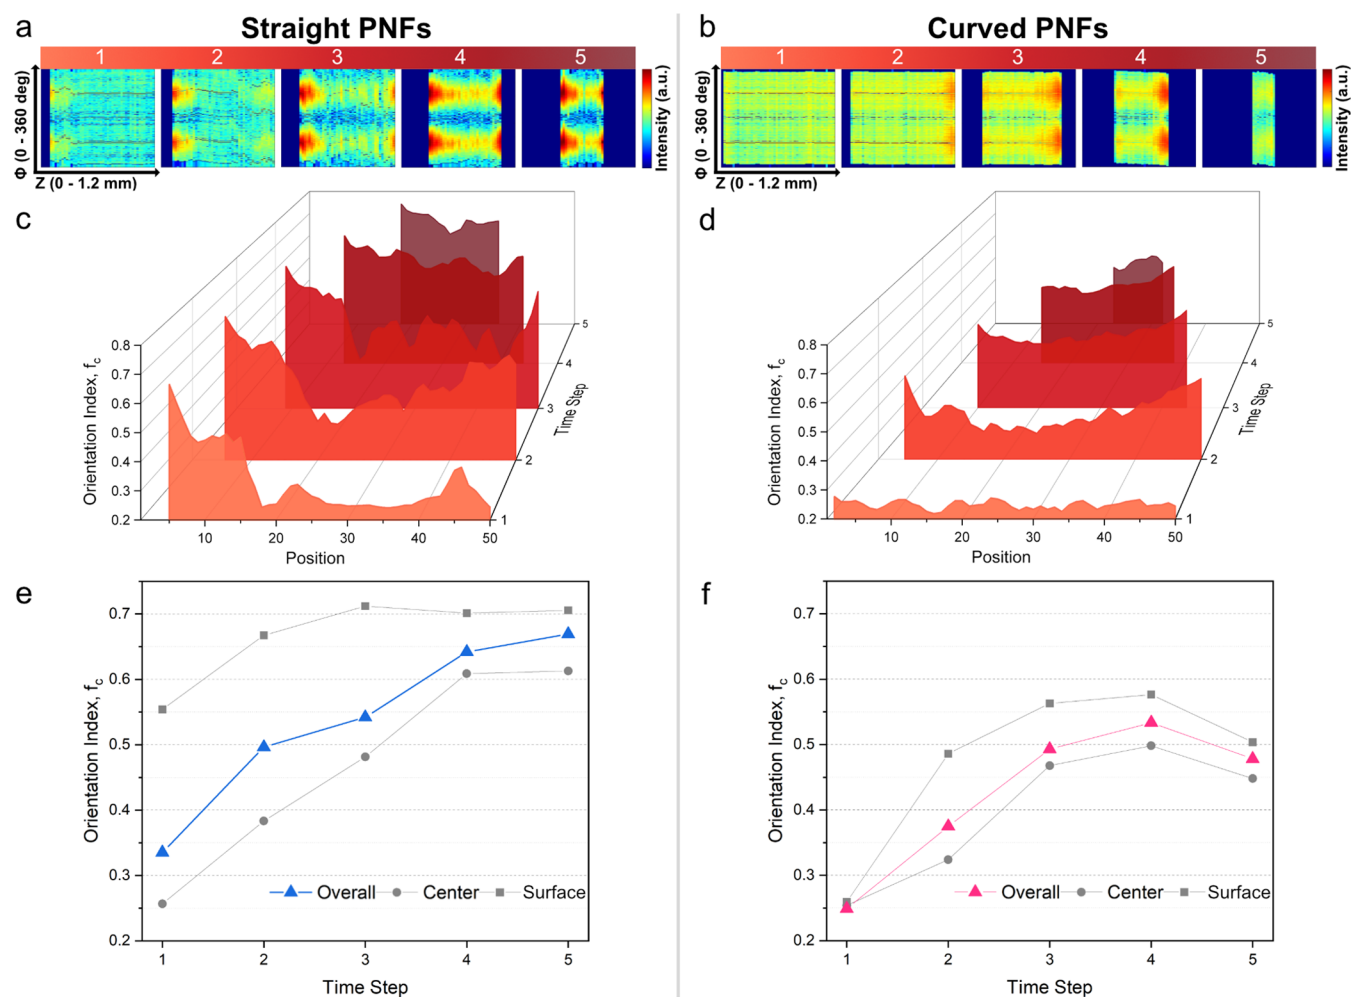 a
Straight PNFs
1 2 3 4 5
Φ (0 - 360 deg)
Z (0 - 1.2 mm)
Intensity (a.u.)
b
Curved PNFs
1 2 3 4 5
Φ (0 - 360 deg)
Z (0 - 1.2 mm)
Intensity (a.u.)
c
Orientation Index, fc
0.8
0.7
0.6
0.5
0.4
0.3
0.2
10 20 30 40 50
Position
1
2
3
4
5
Time Step
d
Orientation Index, fc
0.8
0.7
0.6
0.5
0.4
0.3
0.2
10 20 30 40 50
Position
1
2
3
4
5
Time Step
e
Orientation Index, fc
0.7
0.6
0.5
0.4
0.3
0.2
Overall Center Surface
1 2 3 4 5
Time Step
f
Orientation Index, fc
0.7
0.6
0.5
0.4
0.3
0.2
Overall Center Surface
1 2 3 4 5
Time Step